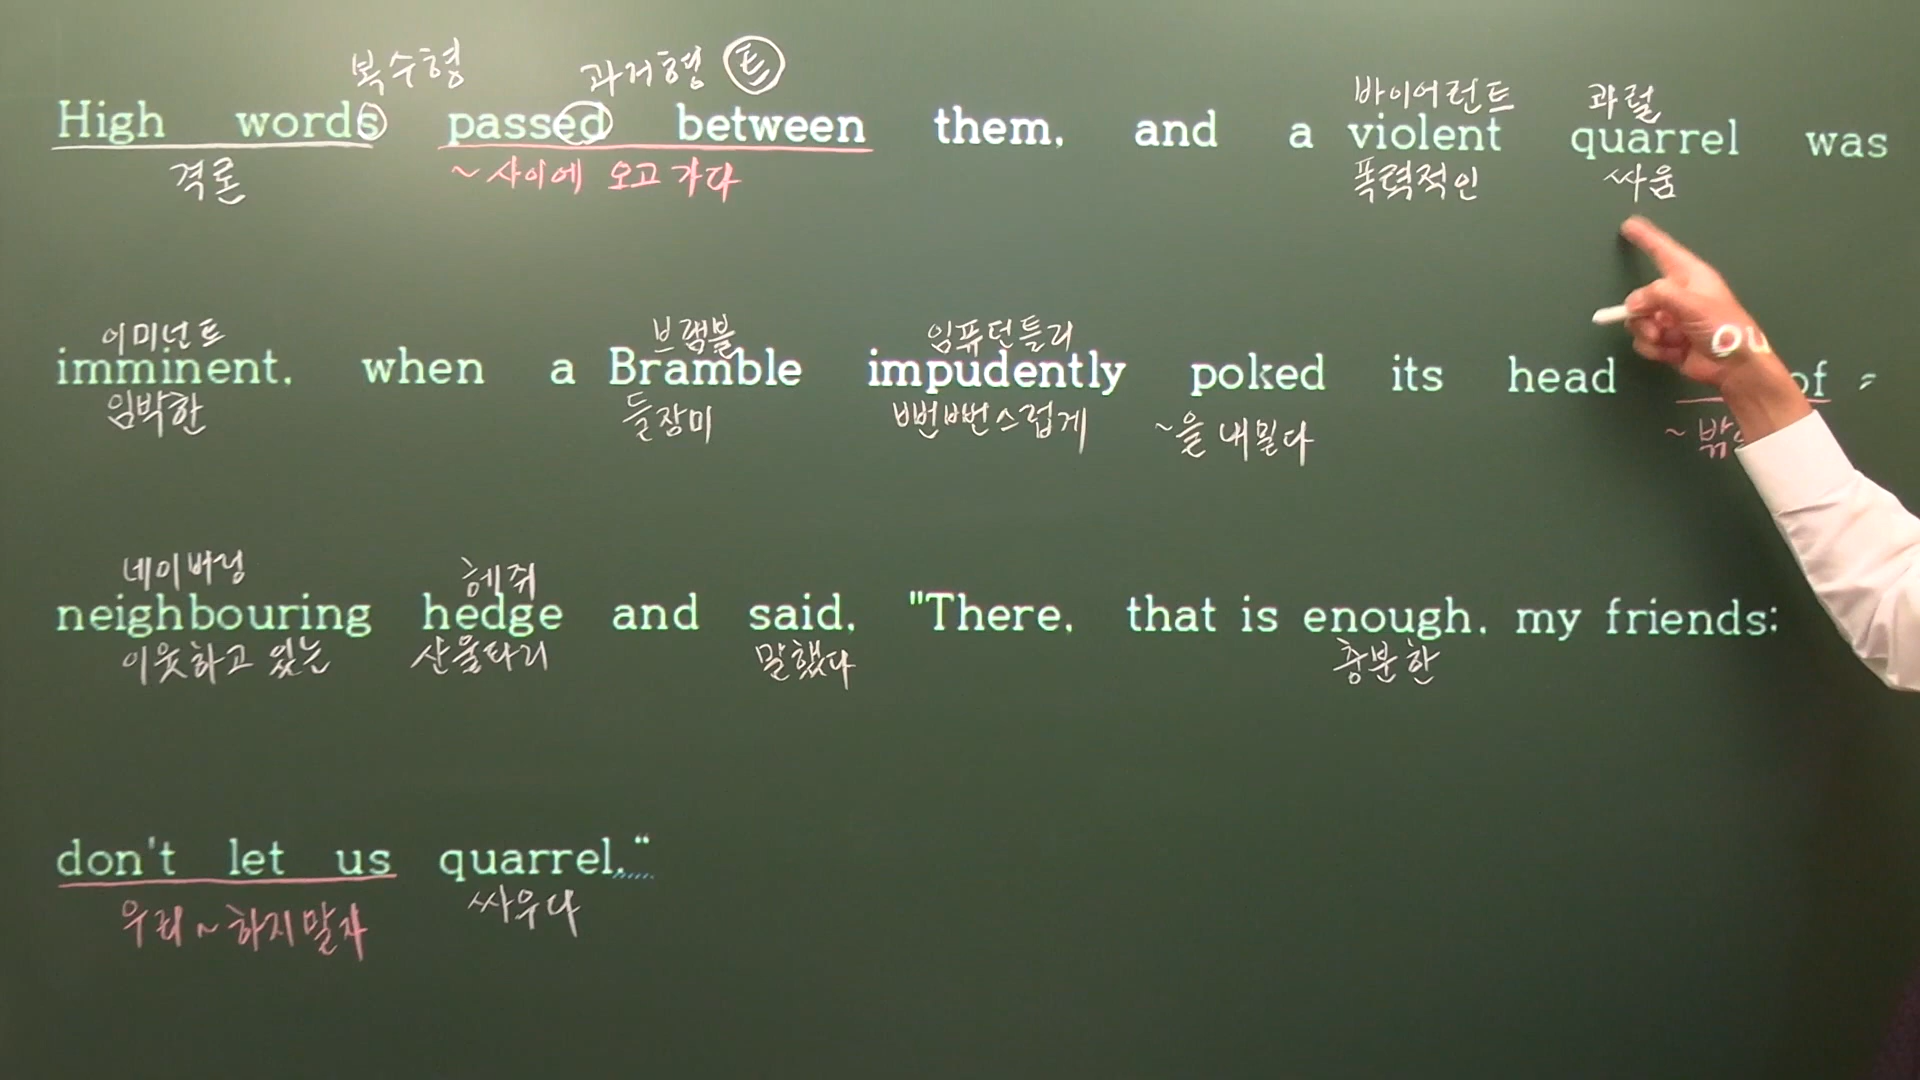 복수형 과거형 ㅌ 바이어런트 콰럴
High words passed between them, and a violent quarrel was
격론 ~사이에 오고 가다 폭력적인 싸움
이미넌트 브램블 임퓨던틀리
imminent, when a Bramble impudently poked its head of
임박한 들장미 뻔뻔스럽게 ~을 내밀다
네이버링 헤쥐
neighbouring hedge and said, "There, that is enough, my friends;
이웃하고 있는 산울타리 말했다 충분한
don't let us quarrel,"
우리~하지말자 싸우다